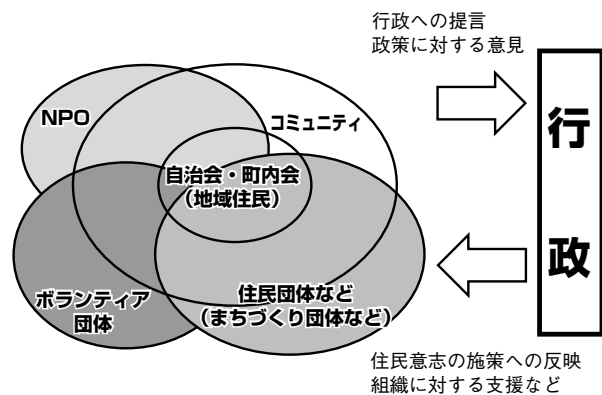 行政への提言
政策に対する意見
NPO
コミュニティ
自治会・町内会
（地域住民）
ボランティア
団体
住民団体など
（まちづくり団体など）
行政
住民意志の施策への反映
組織に対する支援など